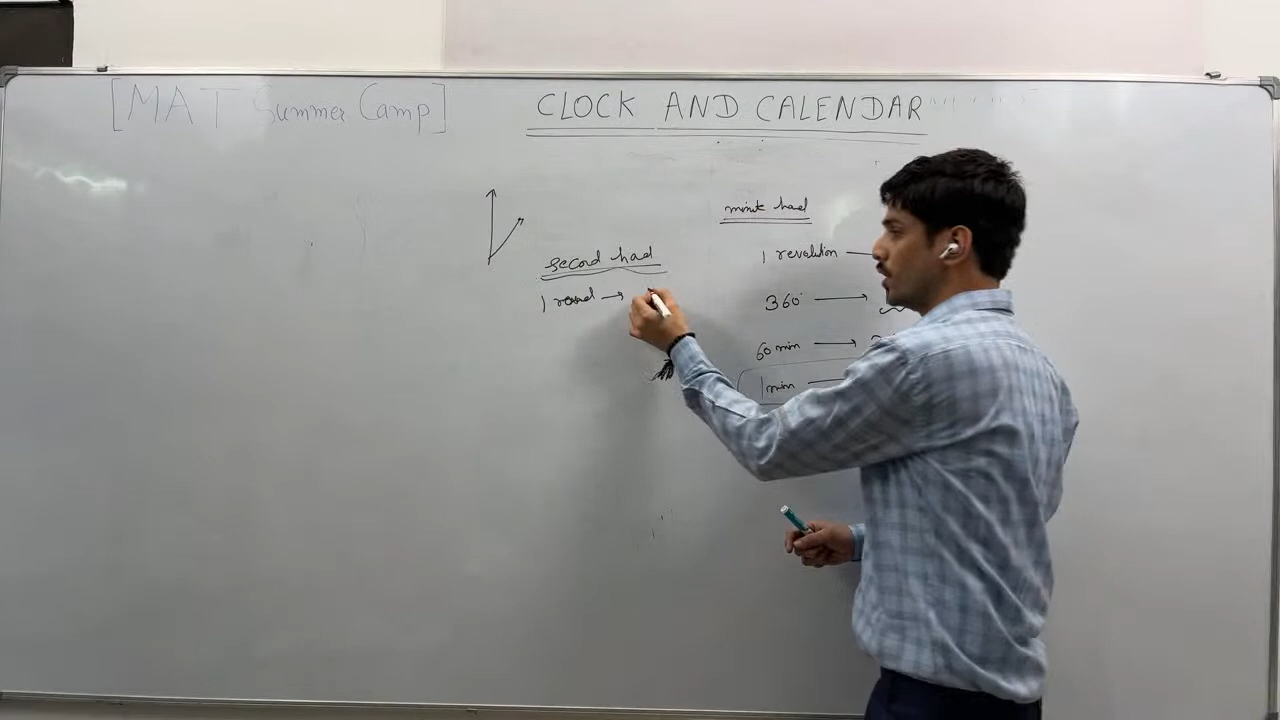 [MAT Summer Camp]
CLOCK AND CALENDAR
minute hand
1 revolution —
360° →
60 min →
1 min —
second hand
1 round →